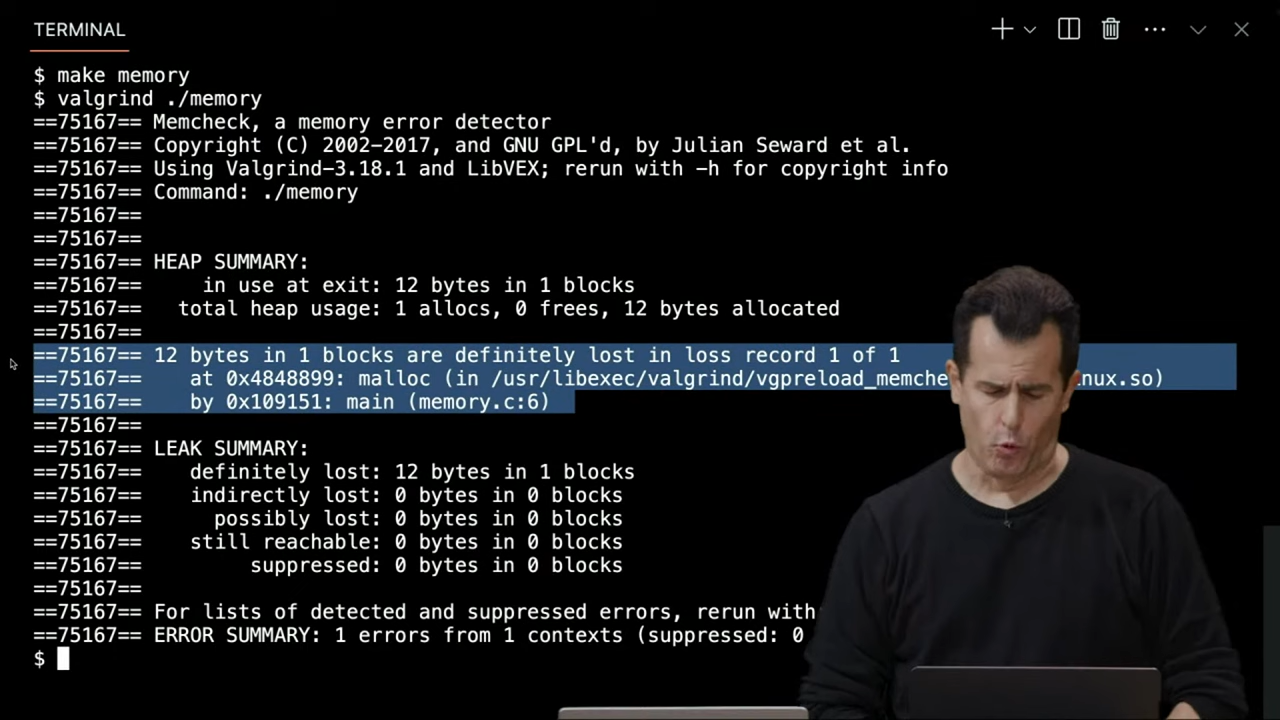 TERMINAL
$ make memory
$ valgrind ./memory
==75167== Memcheck, a memory error detector
==75167== Copyright (C) 2002-2017, and GNU GPL'd, by Julian Seward et al.
==75167== Using Valgrind-3.18.1 and LibVEX; rerun with -h for copyright info
==75167== Command: ./memory
==75167==
==75167==
==75167== HEAP SUMMARY:
==75167==     in use at exit: 12 bytes in 1 blocks
==75167==   total heap usage: 1 allocs, 0 frees, 12 bytes allocated
==75167==
==75167== 12 bytes in 1 blocks are definitely lost in loss record 1 of 1
==75167==    at 0x4848899: malloc (in /usr/libexec/valgrind/vgpreload_memche nux.so)
==75167==    by 0x109151: main (memory.c:6)
==75167==
==75167== LEAK SUMMARY:
==75167==    definitely lost: 12 bytes in 1 blocks
==75167==    indirectly lost: 0 bytes in 0 blocks
==75167==      possibly lost: 0 bytes in 0 blocks
==75167==    still reachable: 0 bytes in 0 blocks
==75167==         suppressed: 0 bytes in 0 blocks
==75167==
==75167== For lists of detected and suppressed errors, rerun with
==75167== ERROR SUMMARY: 1 errors from 1 contexts (suppressed: 0
$